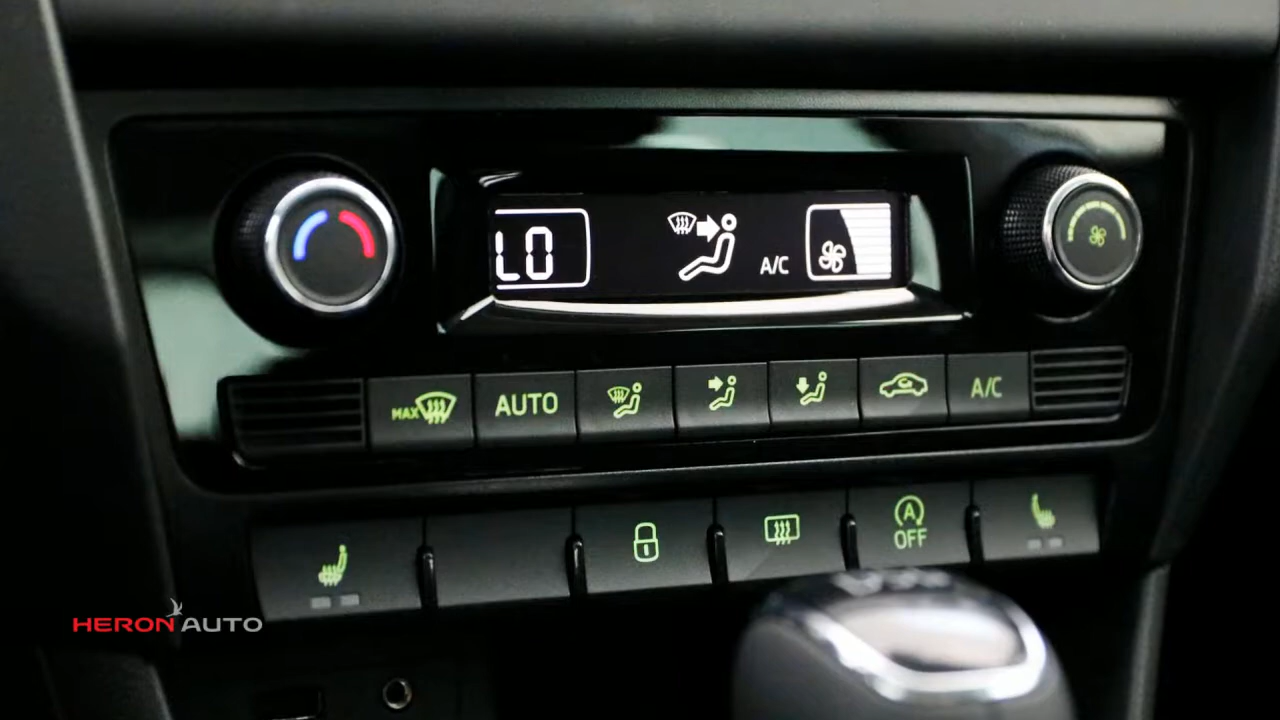 LO
A/C
MAX
AUTO
A/C
A
OFF
HERON AUTO